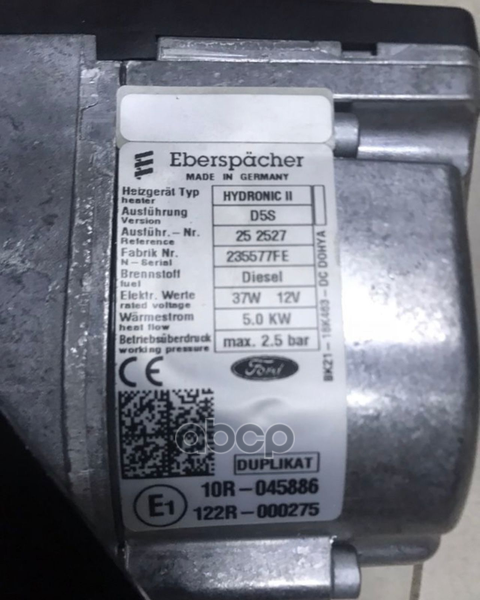 Eberspächer
MADE IN GERMANY
Heizgerät Typ HYDRONIC II
heater
Ausführung D5S
Version
Ausführ.-Nr. 25 2527
Reference
Fabrik Nr. 235577FE
N-Serial
Brennstoff Diesel
fuel
Elektr. Werte 37W 12V
rated voltage
Wärmestrom 5.0 KW
heat flow
Betriebsüberdruck max. 2.5 bar
working pressure
CE
Ford
BK21-18K463-DC DOHYA
abcp
DUPLIKAT
E1
10R-045886
122R-000275